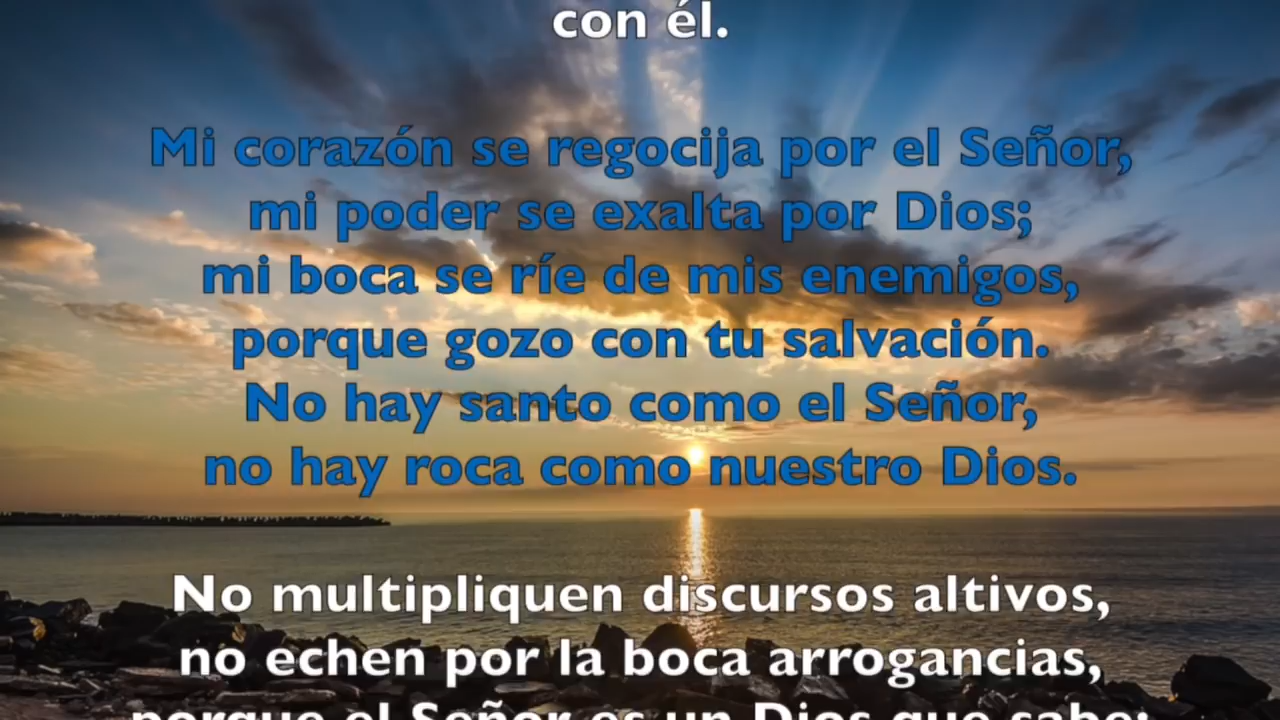 con él.
Mi corazón se regocija por el Señor,
mi poder se exalta por Dios;
mi boca se ríe de mis enemigos,
porque gozo con tu salvación.
No hay santo como el Señor,
no hay roca como nuestro Dios.
No multipliquen discursos altivos,
no echen por la boca arrogancias,
porque el Señor es un Dios que sabe;